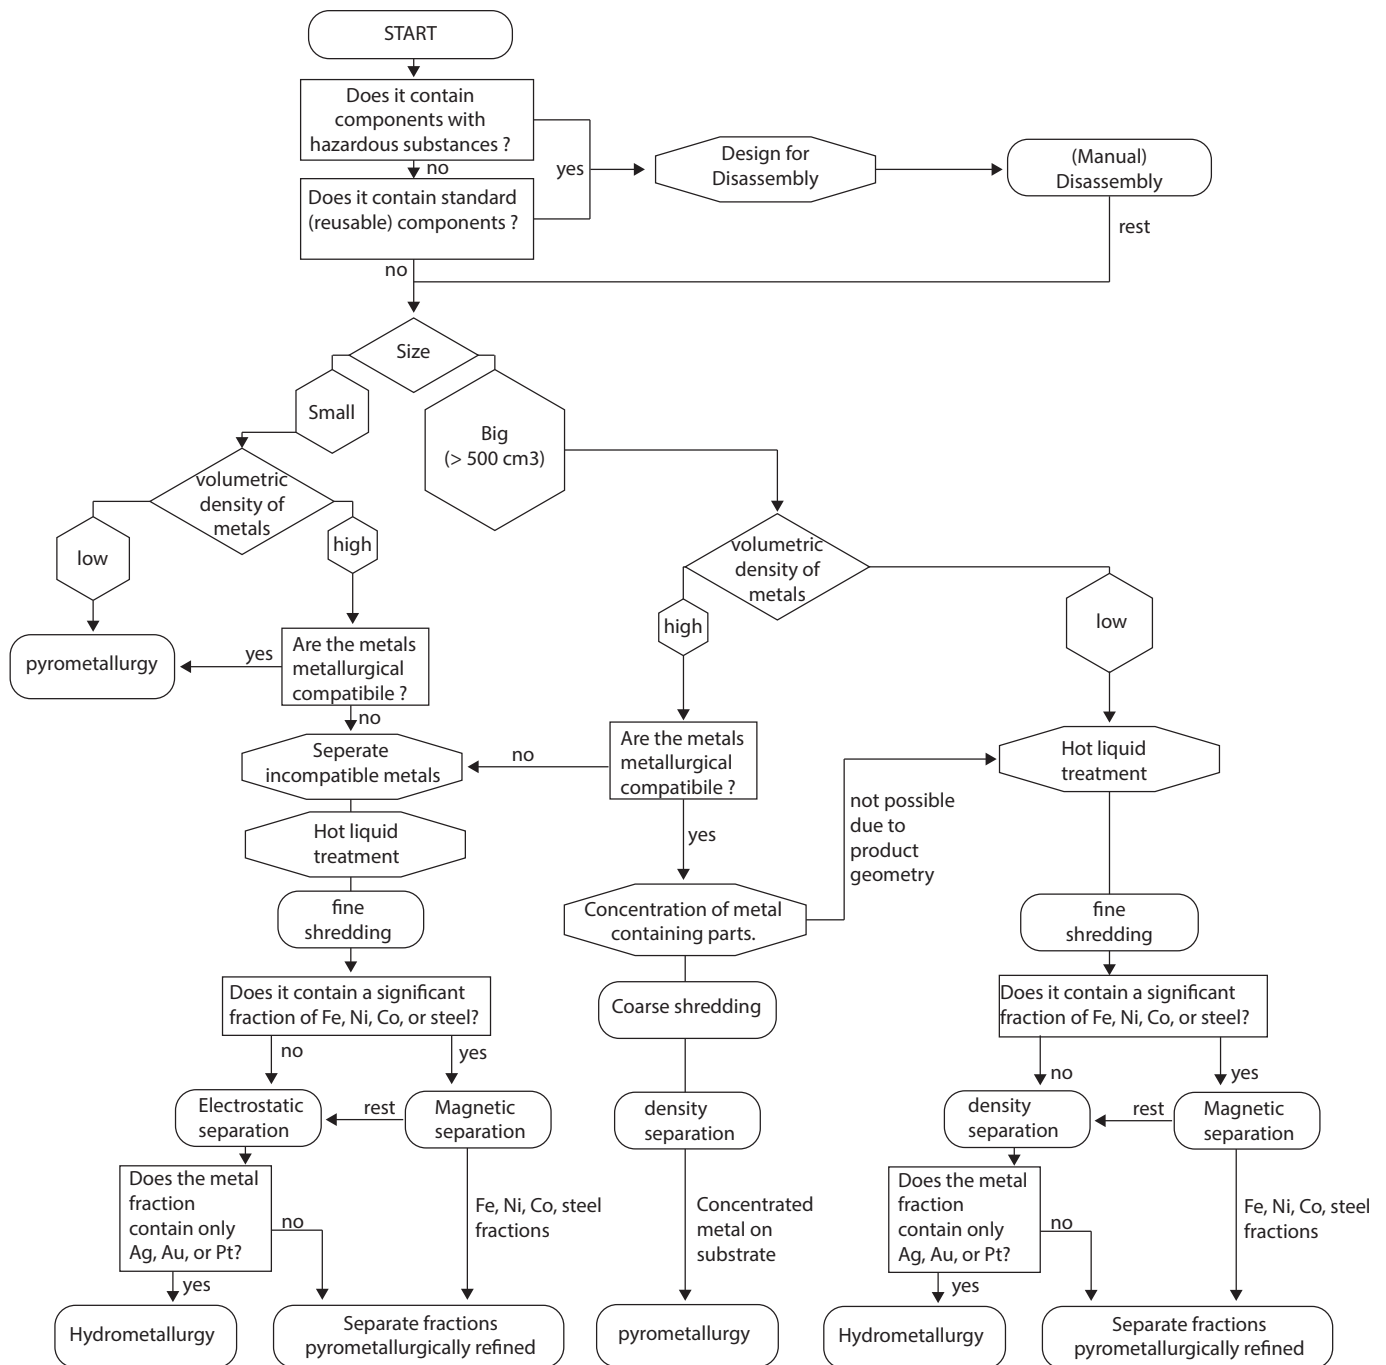 START
Does it contain
components with
hazardous substances ?
no
yes
Design for
Disassembly
(Manual)
Disassembly
Does it contain standard
(reusable) components ?
rest
no
Size
Small
Big
(> 500 cm3)
volumetric
density of
metals
low
high
volumetric
density of
metals
high
low
pyrometallurgy
yes
Are the metals
metallurgical
compatibile ?
no
Seperate
incompatible metals
no
Are the metals
metallurgical
compatibile ?
Hot liquid
treatment
yes
not possible
due to
product
geometry
Hot liquid
treatment
fine
shredding
Concentration of metal
containing parts.
fine
shredding
Does it contain a significant
fraction of Fe, Ni, Co, or steel?
Coarse shredding
Does it contain a significant
fraction of Fe, Ni, Co, or steel?
no
yes
no
yes
Electrostatic
separation
rest
Magnetic
separation
density
separation
density
separation
rest
Magnetic
separation
Does the metal
fraction
contain only
Ag, Au, or Pt?
no
Fe, Ni, Co, steel
fractions
Concentrated
metal on
substrate
Does the metal
fraction
contain only
Ag, Au, or Pt?
no
Fe, Ni, Co, steel
fractions
yes
yes
Hydrometallurgy
Separate fractions
pyrometallurgically refined
pyrometallurgy
Hydrometallurgy
Separate fractions
pyrometallurgically refined